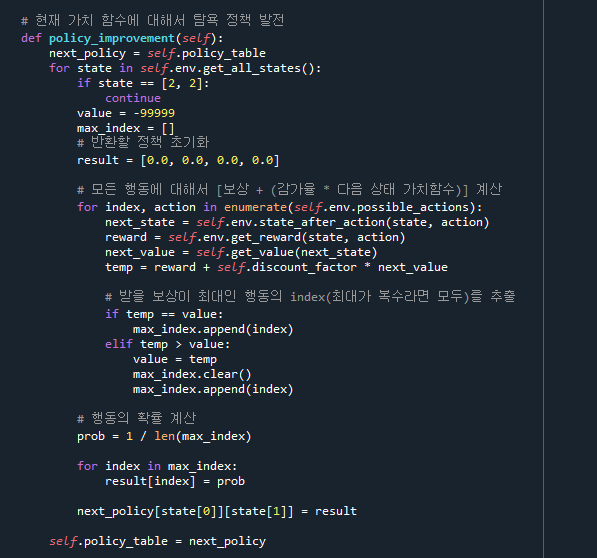 # 현재 가치 함수에 대해서 탐욕 정책 발전
def policy_improvement(self):
    next_policy = self.policy_table
    for state in self.env.get_all_states():
        if state == [2, 2]:
            continue
        value = -99999
        max_index = []
        # 반환할 정책 초기화
        result = [0.0, 0.0, 0.0, 0.0]

        # 모든 행동에 대해서 [보상 + (감가율 * 다음 상태 가치함수)] 계산
        for index, action in enumerate(self.env.possible_actions):
            next_state = self.env.state_after_action(state, action)
            reward = self.env.get_reward(state, action)
            next_value = self.get_value(next_state)
            temp = reward + self.discount_factor * next_value

            # 받을 보상이 최대인 행동의 index(최대가 복수라면 모두)를 추출
            if temp == value:
                max_index.append(index)
            elif temp > value:
                value = temp
                max_index.clear()
                max_index.append(index)

        # 행동의 확률 계산
        prob = 1 / len(max_index)

        for index in max_index:
            result[index] = prob

        next_policy[state[0]][state[1]] = result

    self.policy_table = next_policy